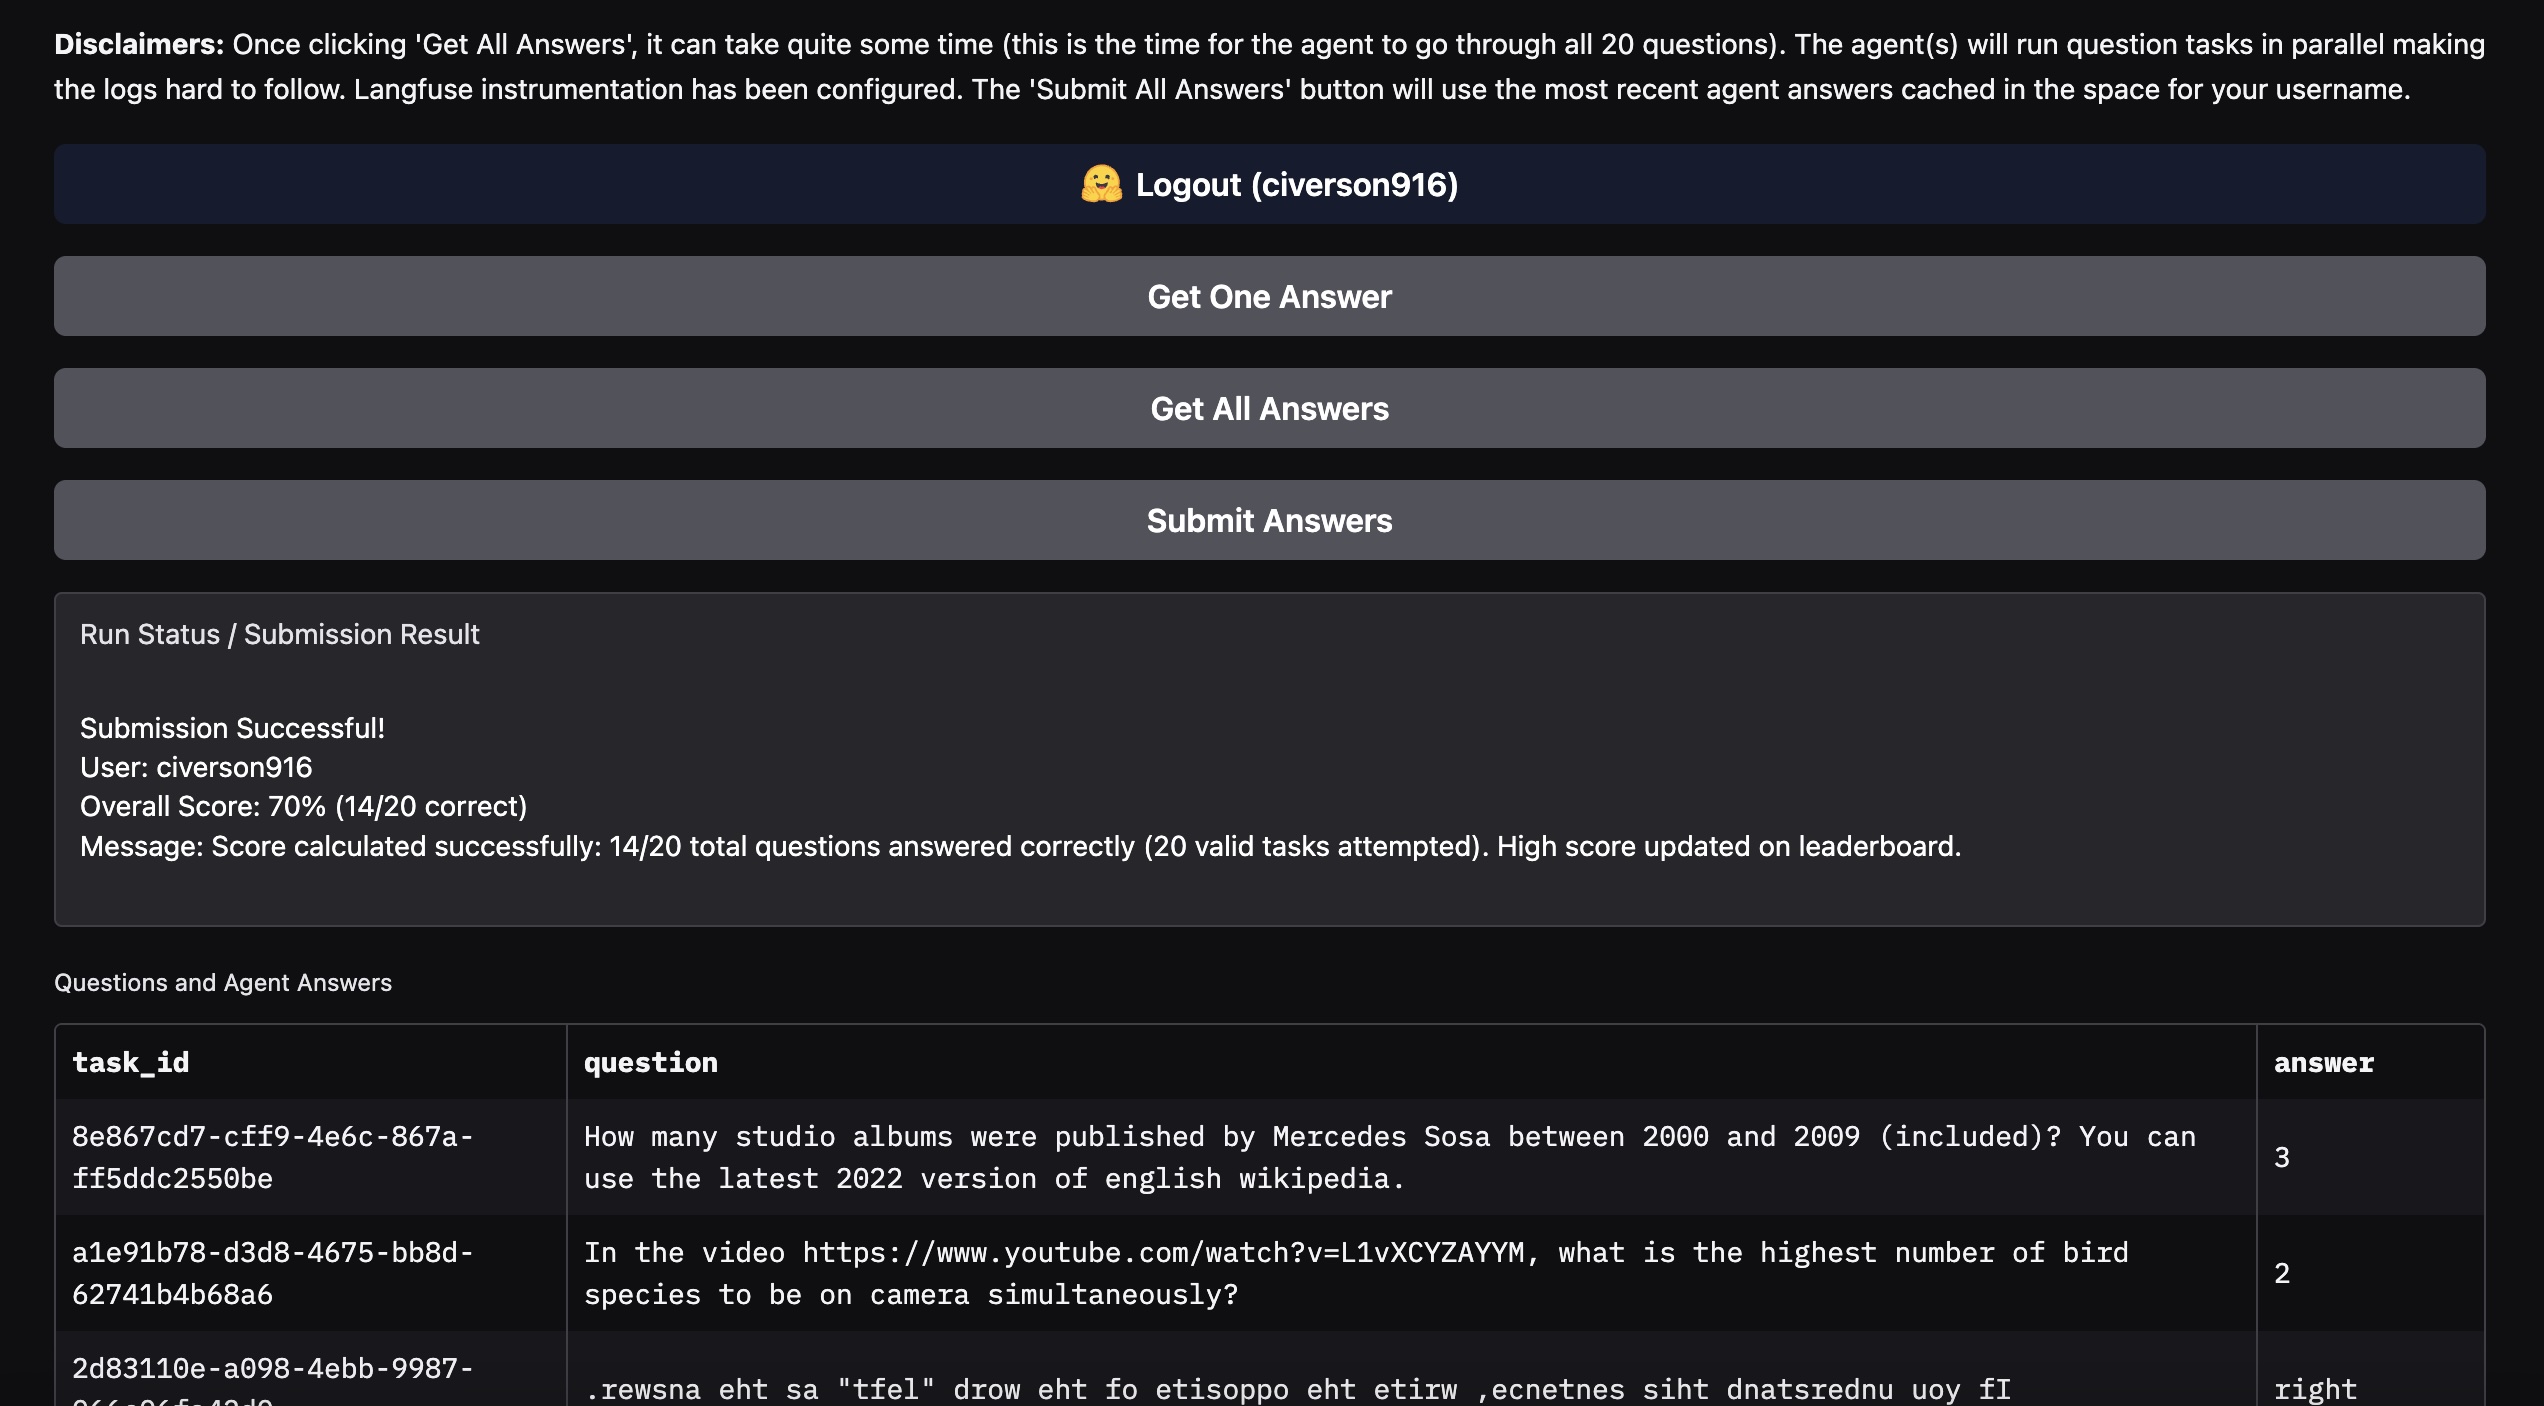 Disclaimers: Once clicking 'Get All Answers', it can take quite some time (this is the time for the agent to go through all 20 questions). The agent(s) will run question tasks in parallel making
the logs hard to follow. Langfuse instrumentation has been configured. The 'Submit All Answers' button will use the most recent agent answers cached in the space for your username.
Logout (civerson916)
Get One Answer
Get All Answers
Submit Answers
Run Status / Submission Result
Submission Successful!
User: civerson916
Overall Score: 70% (14/20 correct)
Message: Score calculated successfully: 14/20 total questions answered correctly (20 valid tasks attempted). High score updated on leaderboard.
Questions and Agent Answers
task_id question answer
8e867cd7-cff9-4e6c-867a- How many studio albums were published by Mercedes Sosa between 2000 and 2009 (included)? You can
ff5ddc2550be use the latest 2022 version of english wikipedia.
3
a1e91b78-d3d8-4675-bb8d- In the video https://www.youtube.com/watch?v=L1vXCYZAYYM, what is the highest number of bird
62741b4b68a6 species to be on camera simultaneously?
2
2d83110e-a098-4ebb-9987-
.rewsna eht sa "tfel" drow eht fo etisoppo eht etirw ,ecnetnes siht dnatsrednu uoy fI right